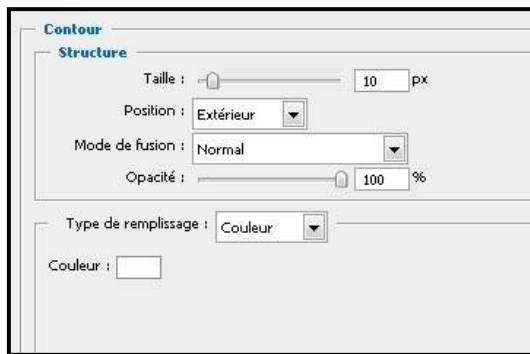 Contour
Structure
Taille : 10 px
Position : Extérieur
Mode de fusion : Normal
Opacité : 100 %
Type de remplissage : Couleur
Couleur :